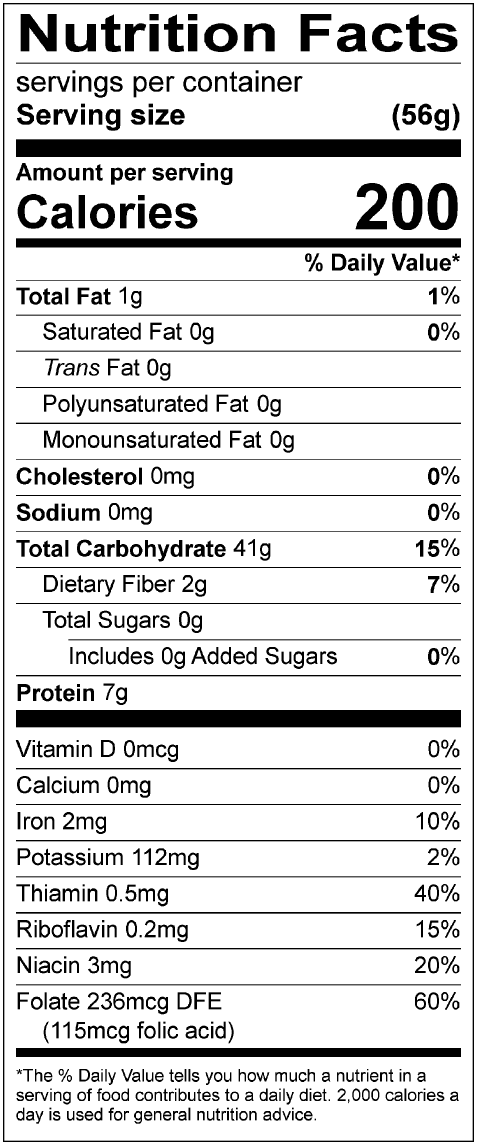 Nutrition Facts
servings per container
Serving size (56g)
Amount per serving
Calories 200
% Daily Value*
Total Fat 1g 1%
Saturated Fat 0g 0%
Trans Fat 0g
Polyunsaturated Fat 0g
Monounsaturated Fat 0g
Cholesterol 0mg 0%
Sodium 0mg 0%
Total Carbohydrate 41g 15%
Dietary Fiber 2g 7%
Total Sugars 0g
Includes 0g Added Sugars 0%
Protein 7g
Vitamin D 0mcg 0%
Calcium 0mg 0%
Iron 2mg 10%
Potassium 112mg 2%
Thiamin 0.5mg 40%
Riboflavin 0.2mg 15%
Niacin 3mg 20%
Folate 236mcg DFE 60%
(115mcg folic acid)
*The % Daily Value tells you how much a nutrient in a
serving of food contributes to a daily diet. 2,000 calories a
day is used for general nutrition advice.